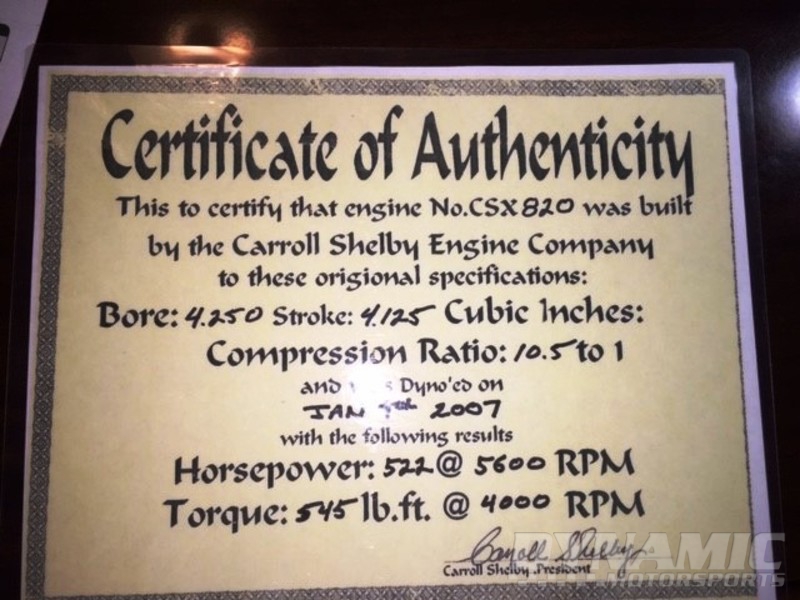 Certificate of Authenticity
This to certify that engine No.CSX820 was built
by the Carroll Shelby Engine Company
to these origional specifications:
Bore: 4.250 Stroke: 4.125 Cubic Inches:
Compression Ratio: 10.5 to 1
and Dyno'ed on
JAN 2007
with the following results
Horsepower: 522 @ 5600 RPM
Torque: 545 lb.ft. @ 4000 RPM
Carroll Shelby
Carroll Shelby .President
DYNAMIC
MOTORSPORTS